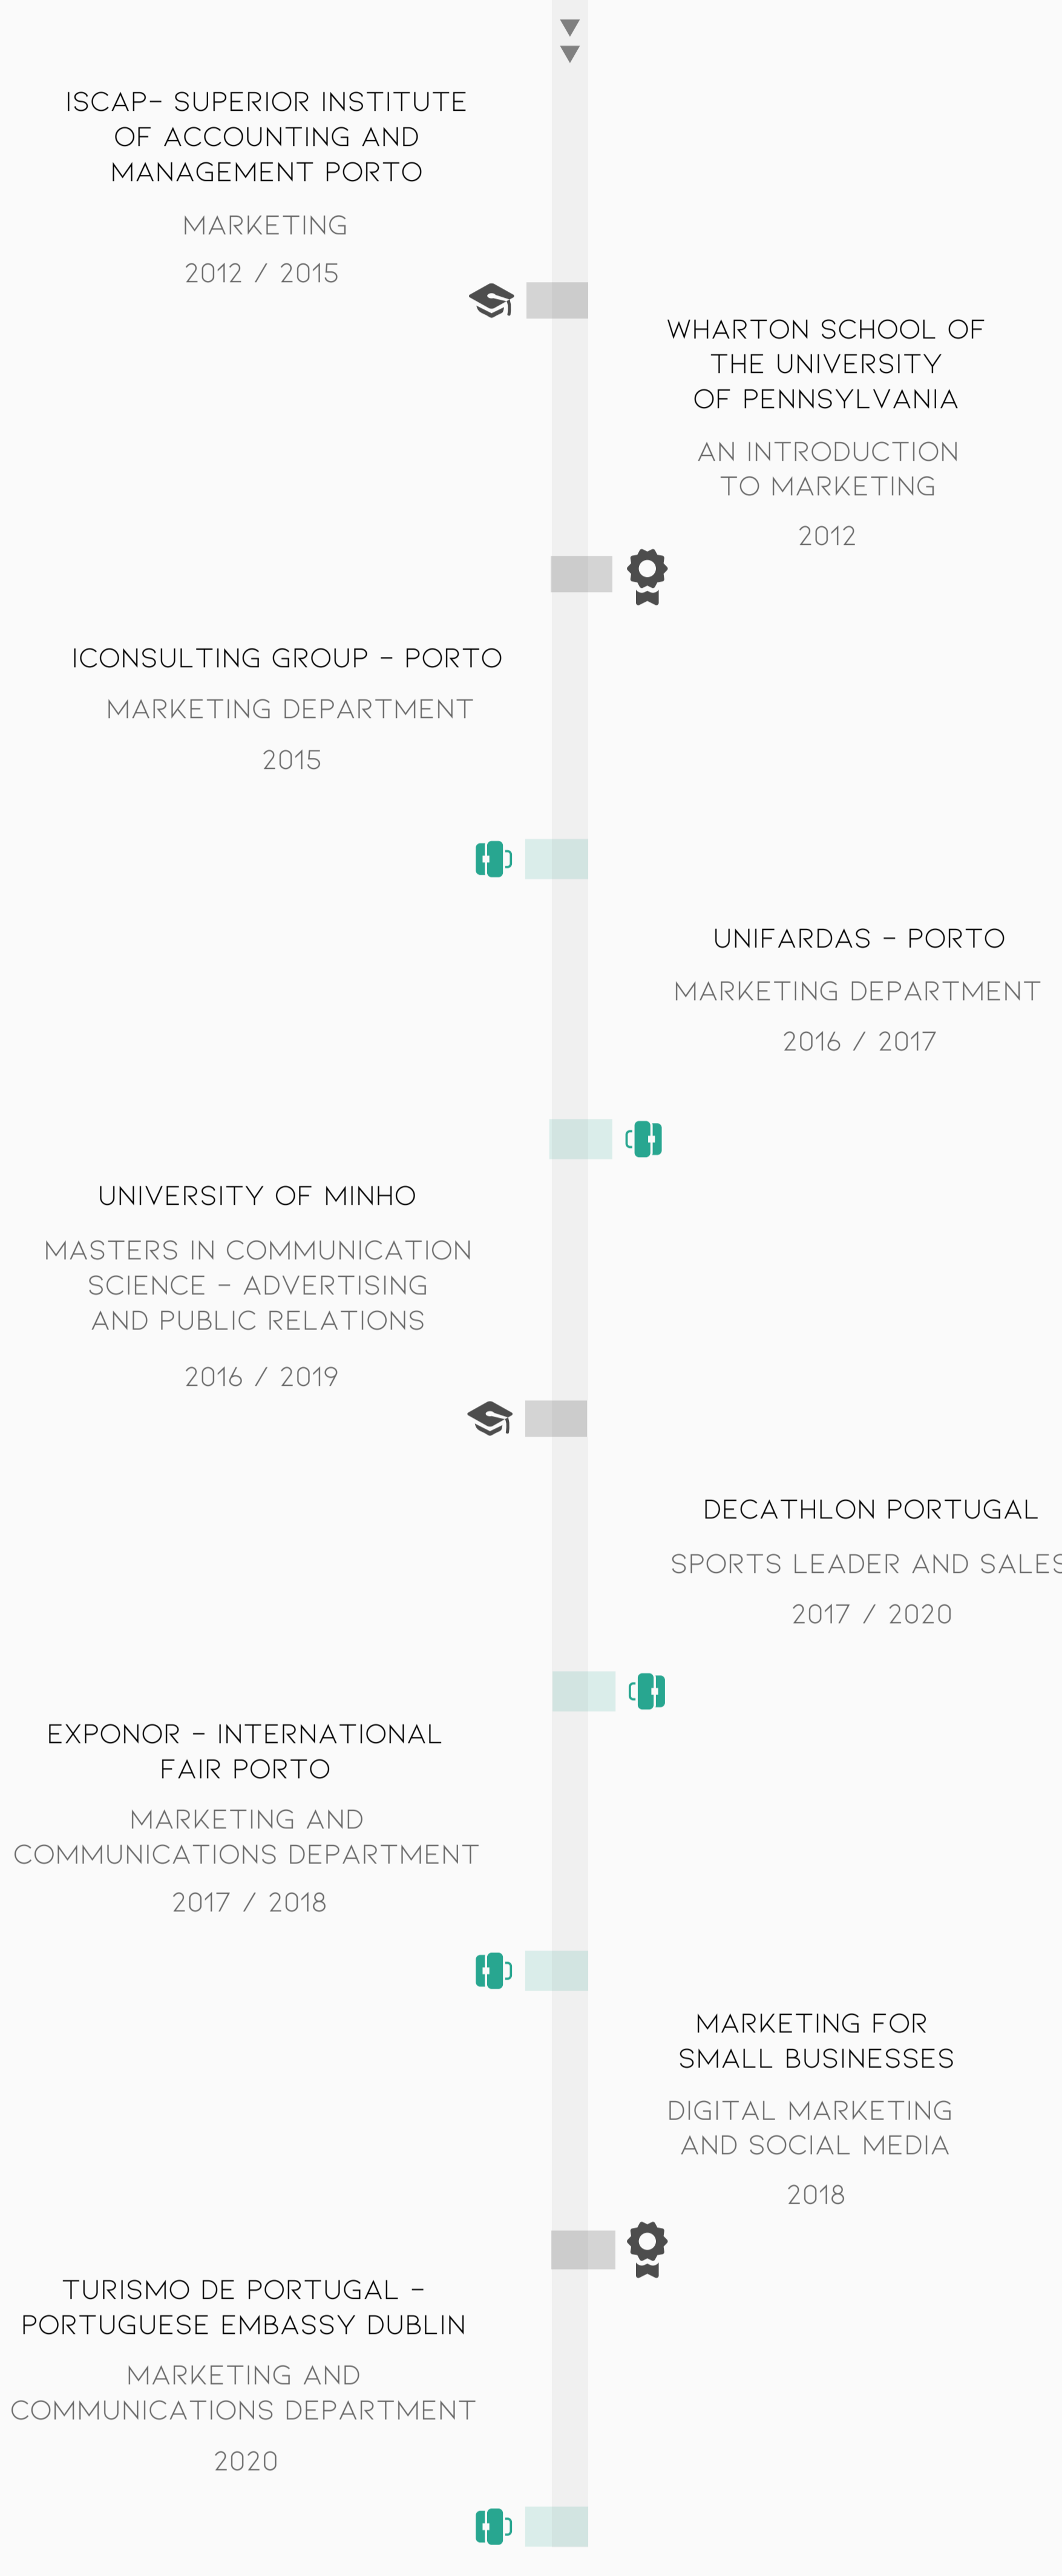 ISCAP- SUPERIOR INSTITUTE
OF ACCOUNTING AND
MANAGEMENT PORTO
MARKETING
2012 / 2015
WHARTON SCHOOL OF
THE UNIVERSITY
OF PENNSYLVANIA
AN INTRODUCTION
TO MARKETING
2012
ICONSULTING GROUP - PORTO
MARKETING DEPARTMENT
2015
UNIFARDAS - PORTO
MARKETING DEPARTMENT
2016 / 2017
UNIVERSITY OF MINHO
MASTERS IN COMMUNICATION
SCIENCE - ADVERTISING
AND PUBLIC RELATIONS
2016 / 2019
DECATHLON PORTUGAL
SPORTS LEADER AND SALES
2017 / 2020
EXPONOR - INTERNATIONAL
FAIR PORTO
MARKETING AND
COMMUNICATIONS DEPARTMENT
2017 / 2018
MARKETING FOR
SMALL BUSINESSES
DIGITAL MARKETING
AND SOCIAL MEDIA
2018
TURISMO DE PORTUGAL -
PORTUGUESE EMBASSY DUBLIN
MARKETING AND
COMMUNICATIONS DEPARTMENT
2020